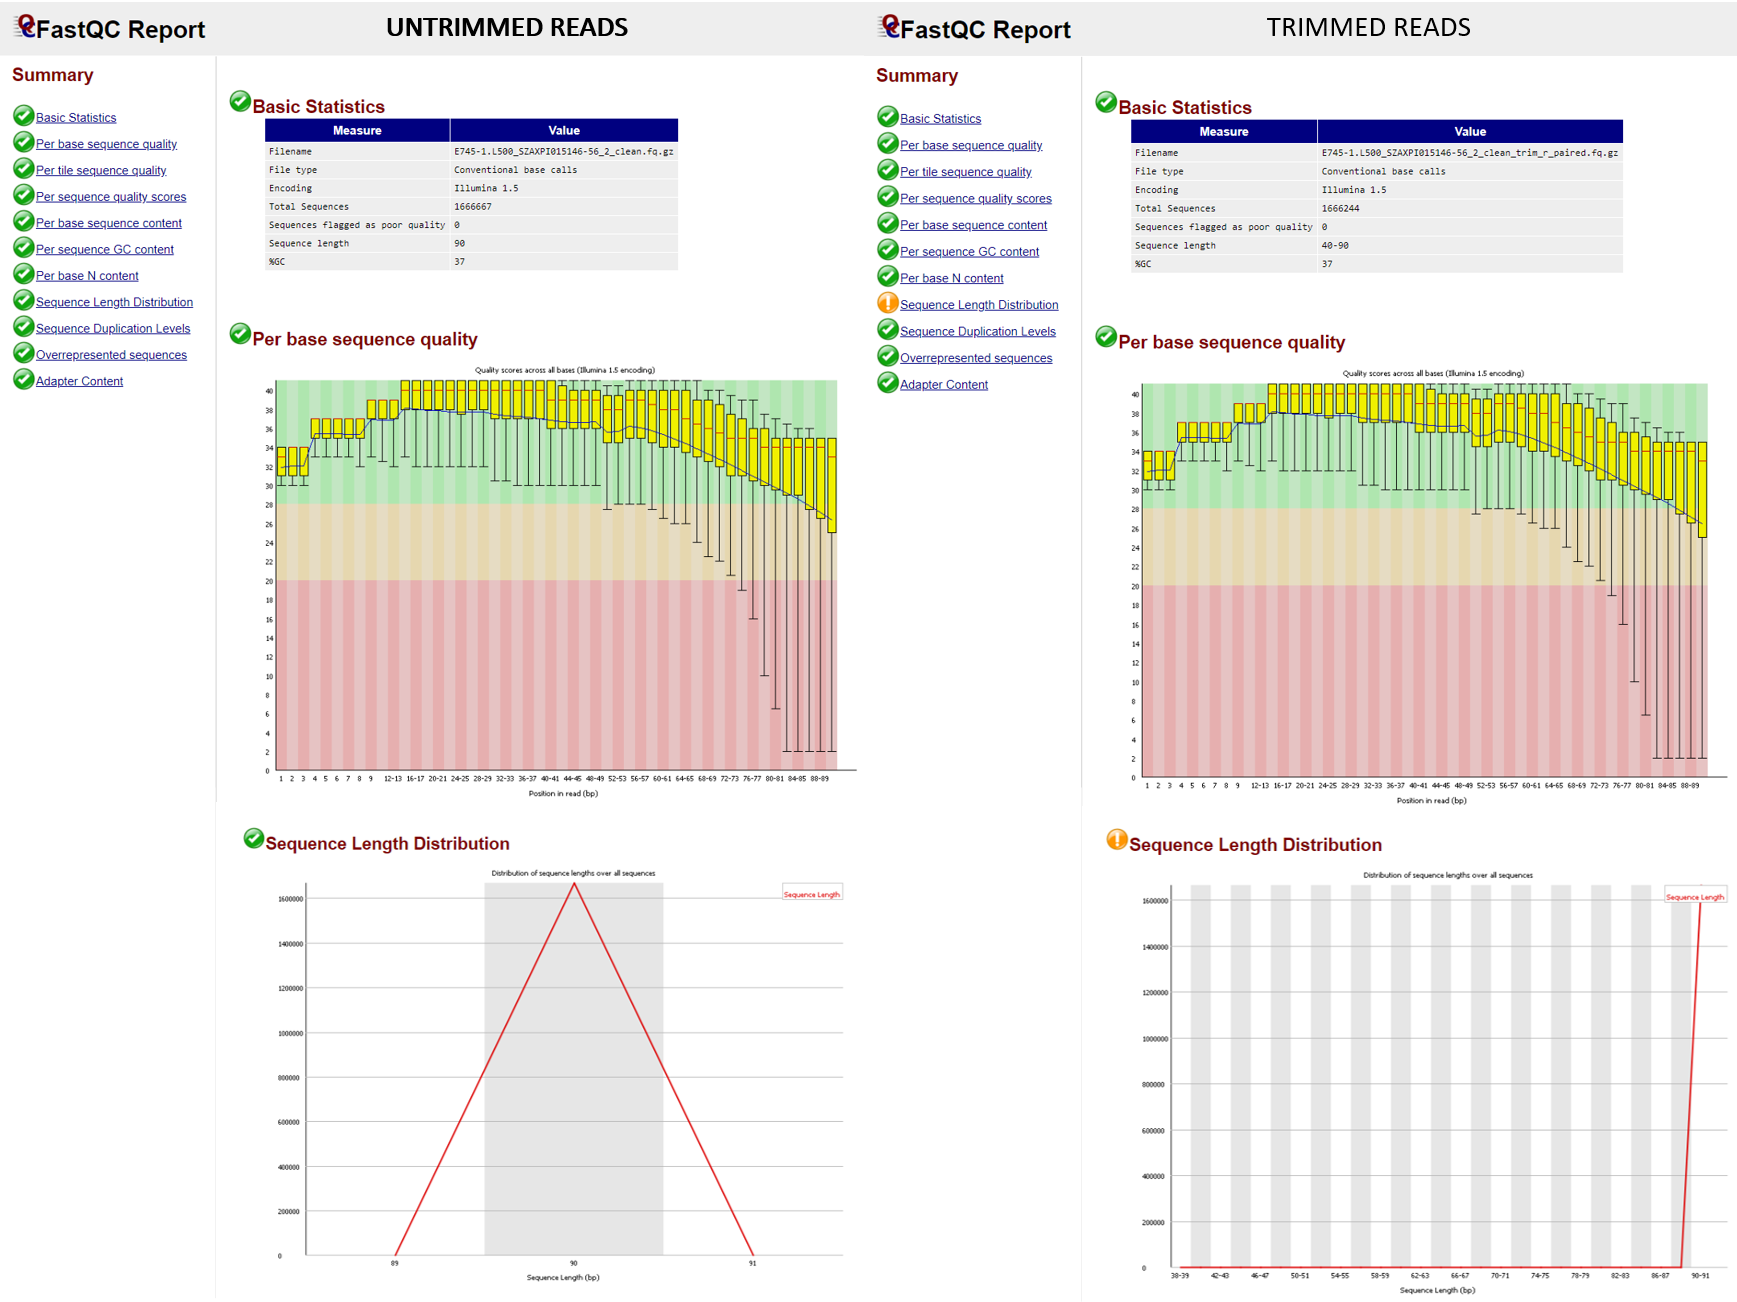 FastQC Report
UNTRIMMED READS
Summary
Basic Statistics
Per base sequence quality
Per tile sequence quality
Per sequence quality scores
Per base sequence content
Per sequence GC content
Per base N content
Sequence Length Distribution
Sequence Duplication Levels
Overrepresented sequences
Adapter Content
Basic Statistics
Measure Value
Filename E745-1.L500_SZAXPI015146-56_2_clean.fq.gz
File type Conventional base calls
Encoding Illumina 1.5
Total Sequences 1666667
Sequences flagged as poor quality 0
Sequence length 90
%GC 37
Per base sequence quality
Quality scores across all bases (Illumina 1.5 encoding)
40
38
36
34
32
30
28
26
24
22
20
18
16
14
12
10
8
6
4
2
0
1 2 3 4 5 6 7 8 9 12-13 16-17 20-21 24-25 28-29 32-33 36-37 40-41 44-45 48-49 52-53 56-57 60-61 64-65 68-69 72-73 76-77 80-81 84-85 88-89
Position in read (bp)
Sequence Length Distribution
Distribution of sequence lengths over all sequences
Sequence Length
1600000
1400000
1200000
1000000
800000
600000
400000
200000
0
89 90 91
Sequence Length (bp)
FastQC Report
TRIMMED READS
Summary
Basic Statistics
Per base sequence quality
Per tile sequence quality
Per sequence quality scores
Per base sequence content
Per sequence GC content
Per base N content
Sequence Length Distribution
Sequence Duplication Levels
Overrepresented sequences
Adapter Content
Basic Statistics
Measure Value
Filename E745-1.L500_SZAXPI015146-56_2_clean_trim_r_paired.fq.gz
File type Conventional base calls
Encoding Illumina 1.5
Total Sequences 1666244
Sequences flagged as poor quality 0
Sequence length 40-90
%GC 37
Per base sequence quality
Quality scores across all bases (Illumina 1.5 encoding)
40
38
36
34
32
30
28
26
24
22
20
18
16
14
12
10
8
6
4
2
0
1 2 3 4 5 6 7 8 9 12-13 16-17 20-21 24-25 28-29 32-33 36-37 40-41 44-45 48-49 52-53 56-57 60-61 64-65 68-69 72-73 76-77 80-81 84-85 88-89
Position in read (bp)
Sequence Length Distribution
Distribution of sequence lengths over all sequences
Sequence Length
1600000
1400000
1200000
1000000
800000
600000
400000
200000
0
38-39 42-43 46-47 50-51 54-55 58-59 62-63 66-67 70-71 74-75 78-79 82-83 86-87 90-91
Sequence Length (bp)